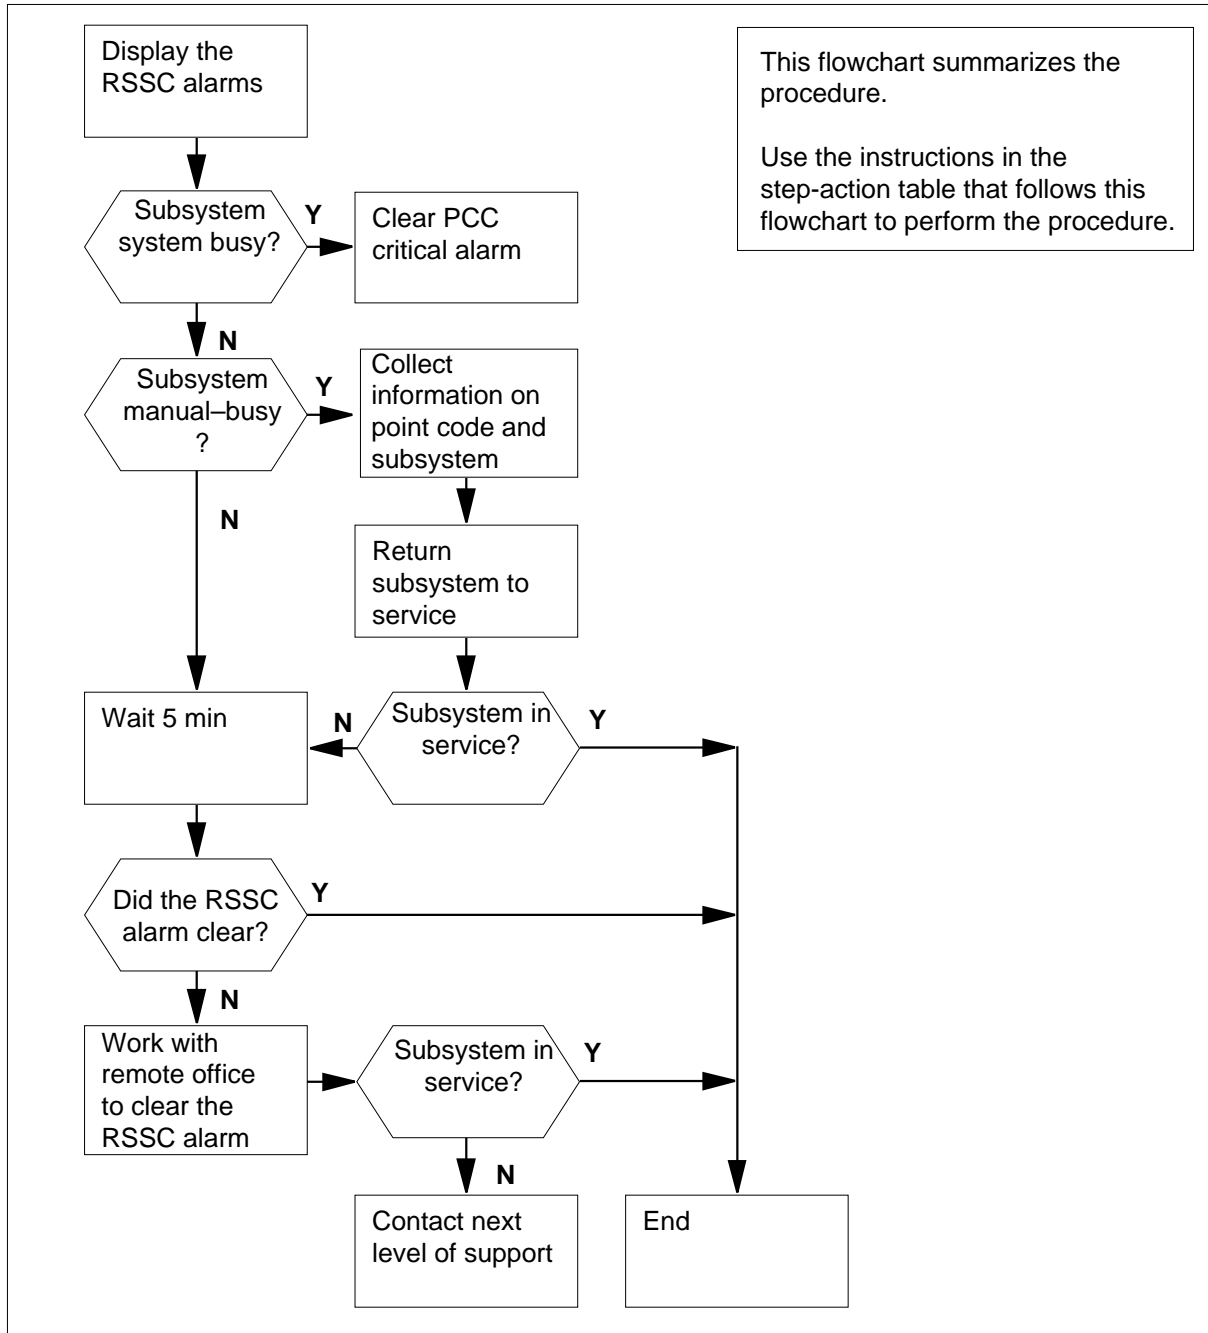 Display the
RSSC alarms
This flowchart summarizes the
procedure.
Use the instructions in the
step-action table that follows this
flowchart to perform the procedure.
Subsystem
system busy?
Y
Clear PCC
critical alarm
N
Subsystem
manual–busy
?
Y
Collect
information on
point code and
subsystem
N
Return
subsystem to
service
Wait 5 min
N
Subsystem in
service?
Y
Did the RSSC
alarm clear?
Y
N
Work with
remote office
to clear the
RSSC alarm
Subsystem in
service?
Y
N
Contact next
level of support
End